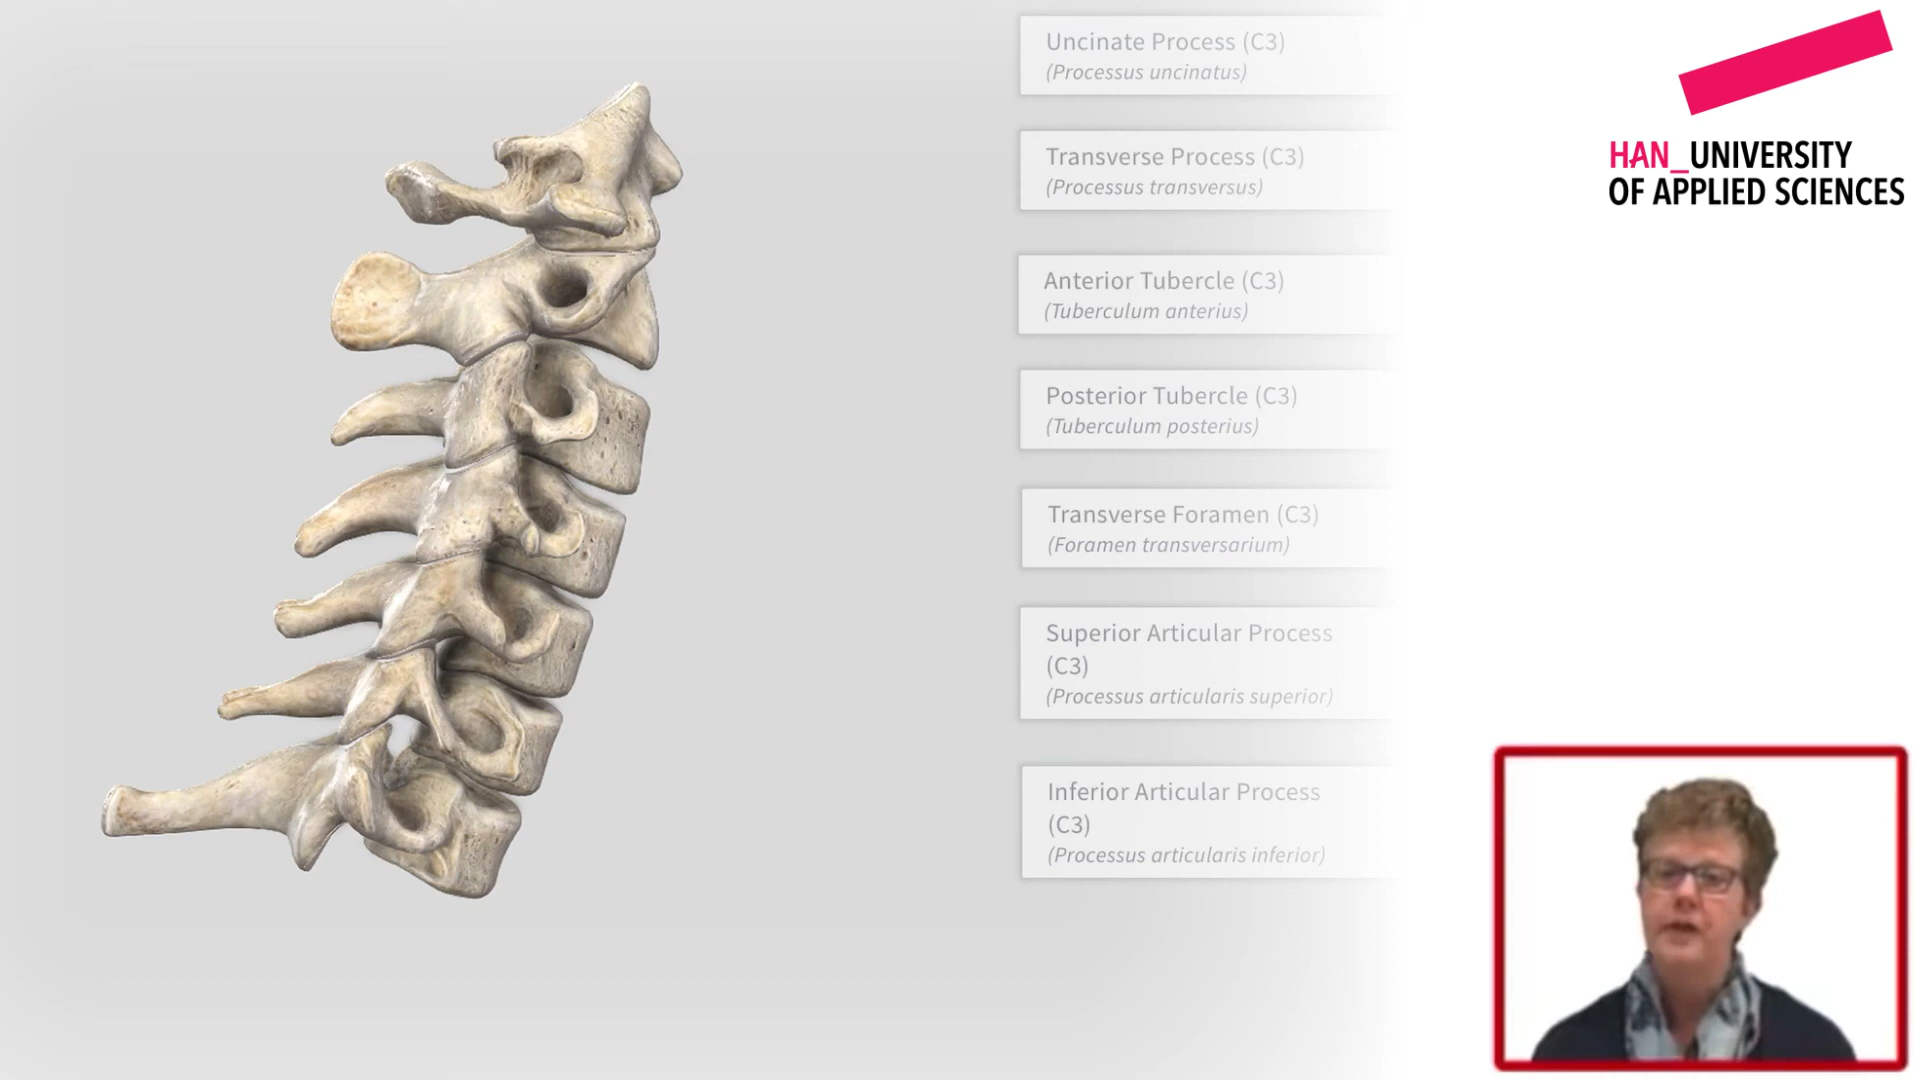 Uncinate Process (C3)
(Processus uncinatus)
Transverse Process (C3)
(Processus transversus)
Anterior Tubercle (C3)
(Tuberculum anterius)
Posterior Tubercle (C3)
(Tuberculum posterius)
Transverse Foramen (C3)
(Foramen transversarium)
Superior Articular Process
(C3)
(Processus articularis superior)
Inferior Articular Process
(C3)
(Processus articularis inferior)
HAN_UNIVERSITY
OF APPLIED SCIENCES